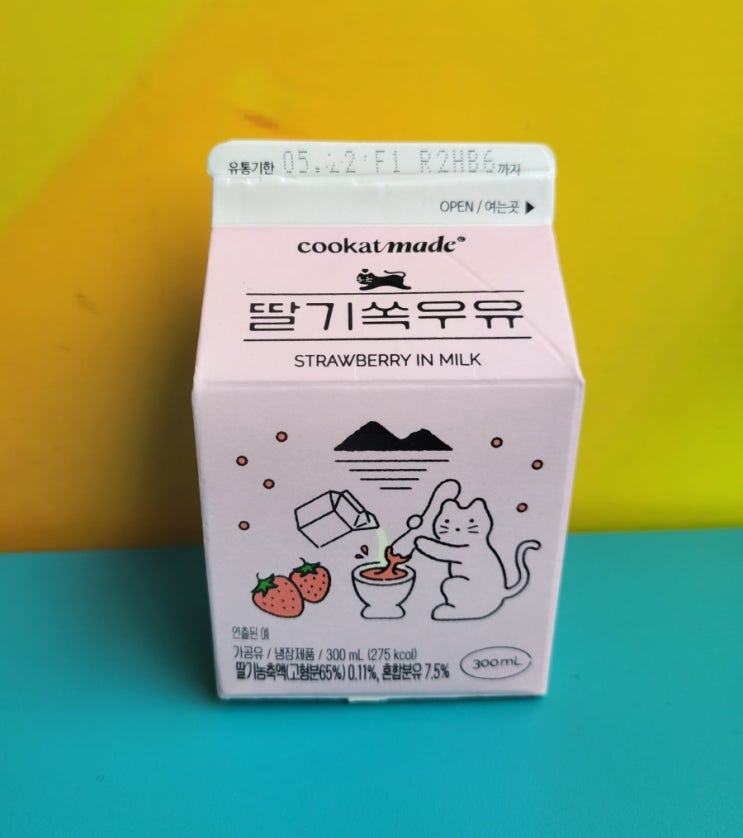 유통기한 05.22 F1 R2HB6 까지
OPEN / 여는곳 ▶
cookatmade
딸기쏙우유
STRAWBERRY IN MILK
연출된 예
가공유 / 냉장제품 / 300 mL (275 kcal)
딸기농축액(고형분65%) 0.11%, 혼합분유 7.5%
300mL